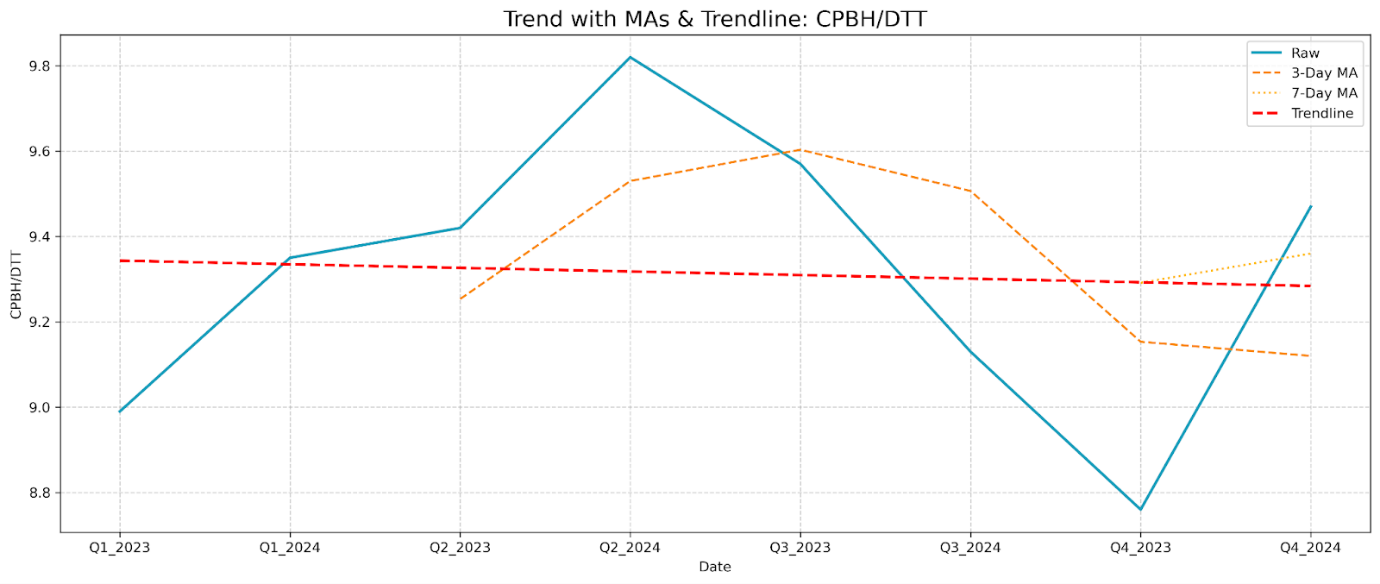 Trend with MAs & Trendline: CPBH/DTT
Raw
3-Day MA
7-Day MA
Trendline
CPBH/DTT
9.8
9.6
9.4
9.2
9.0
8.8
Q1_2023
Q1_2024
Q2_2023
Q2_2024
Q3_2023
Q3_2024
Q4_2023
Q4_2024
Date